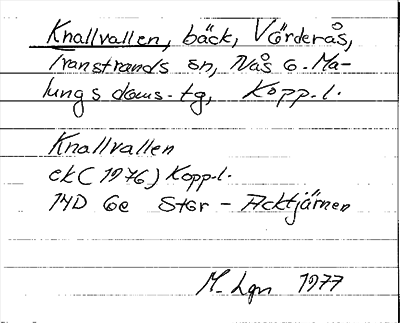 Knallvallen, bäck, Vörderås,
Transtrands sn, Nås o. Ma-
lungs doms. tg, Kopp.l.
Knallvallen
ek (1976) Kopp.l.
14D 6e Stor-Acktjärnen
M. Lgn 1977